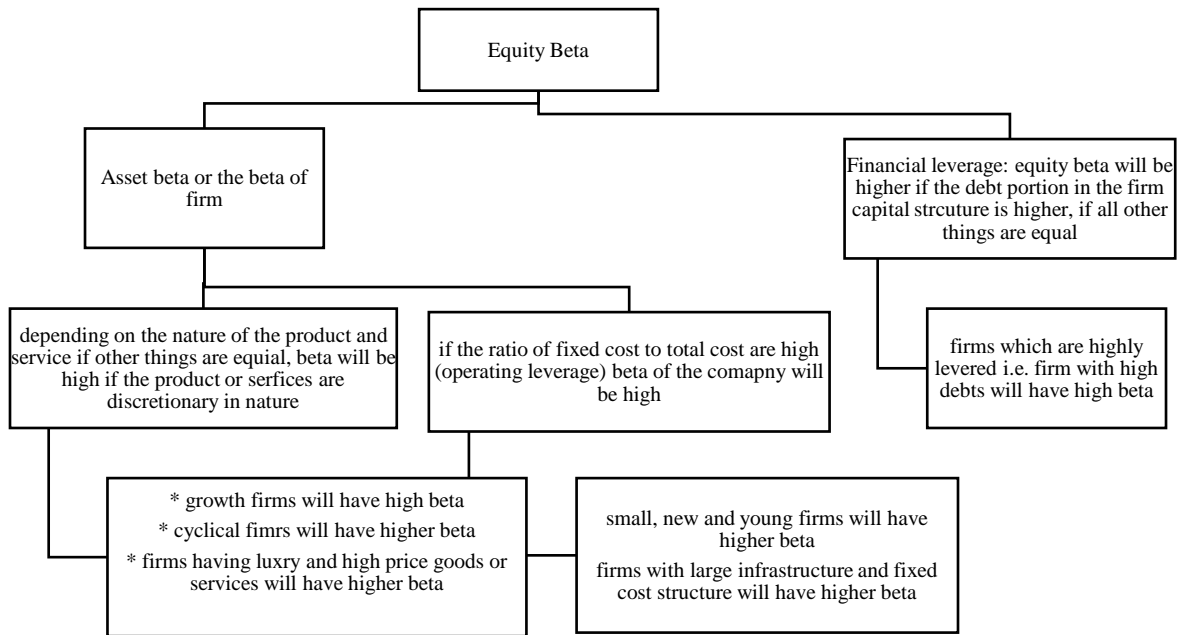 Equity Beta
Asset beta or the beta of
firm
Financial leverage: equity beta will be
higher if the debt portion in the firm
capital strcuture is higher, if all other
things are equal
depending on the nature of the product and
service if other things are equial, beta will be
high if the product or serfices are
discretionary in nature
if the ratio of fixed cost to total cost are high
(operating leverage) beta of the comapny will
be high
firms which are highly
levered i.e. firm with high
debts will have high beta
* growth firms will have high beta
* cyclical fimrs will have higher beta
* firms having luxry and high price goods or
services will have higher beta
small, new and young firms will have
higher beta
firms with large infrastructure and fixed
cost structure will have higher beta